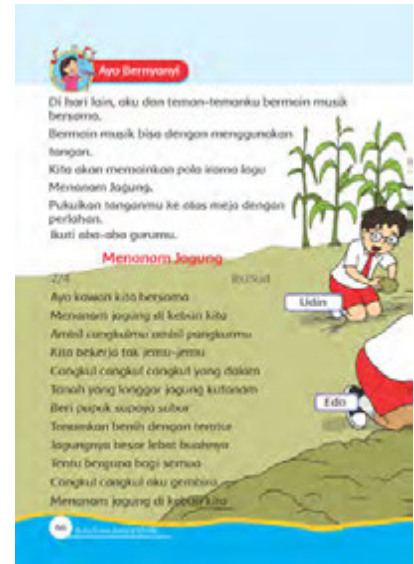 Ayo Bernyanyi
Di hari lain, aku dan teman-temanku bermain musik
bersama.
Bermain musik bisa dengan menggunakan
tangan.
Kita akan memainkan pola irama lagu
Menanam Jagung.
Pukulkan tanganmu ke atas meja dengan
perlahan.
Ikuti aba-aba gurumu.
Menanam Jagung
2/4 Ibu Sud
Ayo kawan kita bersama
Menanam jagung di kebun kita
Ambil cangkulmu ambil pangkurmu
Kita bekerja tak jemu-jemu
Cangkul cangkul cangkul yang dalam
Tanah yang longgar jagung kutanam
Beri pupuk supaya subur
Tanamkan benih dengan teratur
Jagungnya besar lebat buahnya
Tentu berguna bagi semua
Cangkul cangkul aku gembira
Menanam jagung di kebun kita
Udin
Edo
66